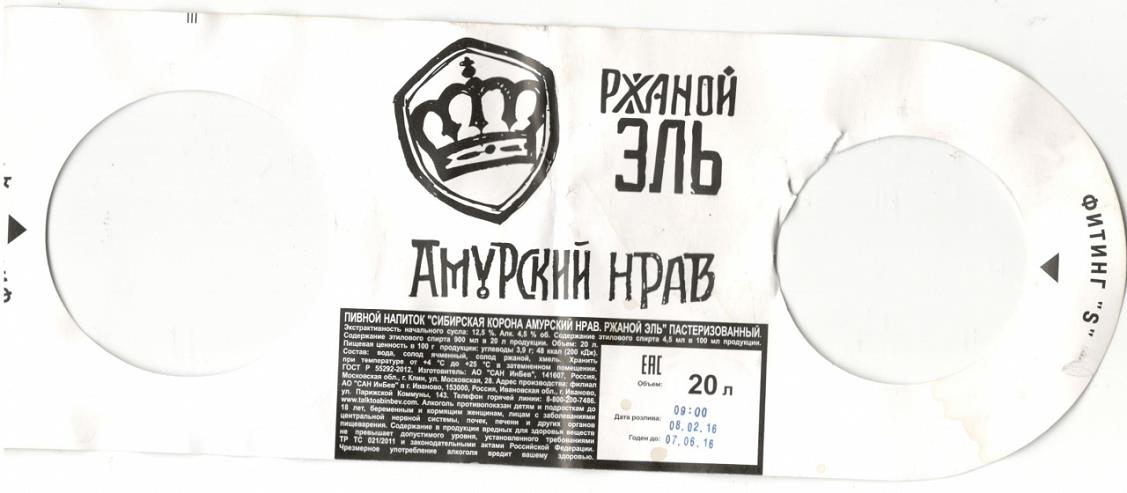 РЖАНОЙ
ЭЛЬ
АМУРСКИЙ НРАВ
ФИТИНГ "S"
ПИВНОЙ НАПИТОК "СИБИРСКАЯ КОРОНА АМУРСКИЙ НРАВ. РЖАНОЙ ЭЛЬ" ПАСТЕРИЗОВАННЫЙ.
Экстрактивность начального сусла: 12,5 %. Алк. 4,5 % об. Содержание этилового спирта 4,5 мл в 100 мл продукции.
Содержание этилового спирта 900 мл в 20 л продукции. Объем: 20 л.
Пищевая ценность в 100 г продукции: углеводы 3,9 г; 48 ккал (200 кДж).
Состав: вода, солод ячменный, солод ржаной, хмель. Хранить
при температуре от +4 °С до +25 °С в затемненном помещении.
ГОСТ Р 55292-2012. Изготовитель: АО "САН ИнБев", 141607, Россия,
Московская обл., г. Клин, ул. Московская, 28. Адрес производства: филиал
АО "САН ИнБев" в г. Иваново, 153000, Россия, Ивановская обл., г. Иваново,
ул. Парижской Коммуны, 143. Телефон горячей линии: 8-800-200-7486.
www.talktoabinbev.com. Алкоголь противопоказан детям и подросткам до
18 лет, беременным и кормящим женщинам, лицам с заболеваниями
центральной нервной системы, почек, печени и других органов
пищеварения. Содержание в продукции вредных для здоровья веществ
не превышает допустимого уровня, установленного требованиями
ТР ТС 021/2011 и законодательными актами Российской Федерации.
Чрезмерное употребление алкоголя вредит вашему здоровью.
ЕАС
Объем: 20 л
09:00
Дата розлива: 08.02.16
Годен до: 07.06.16